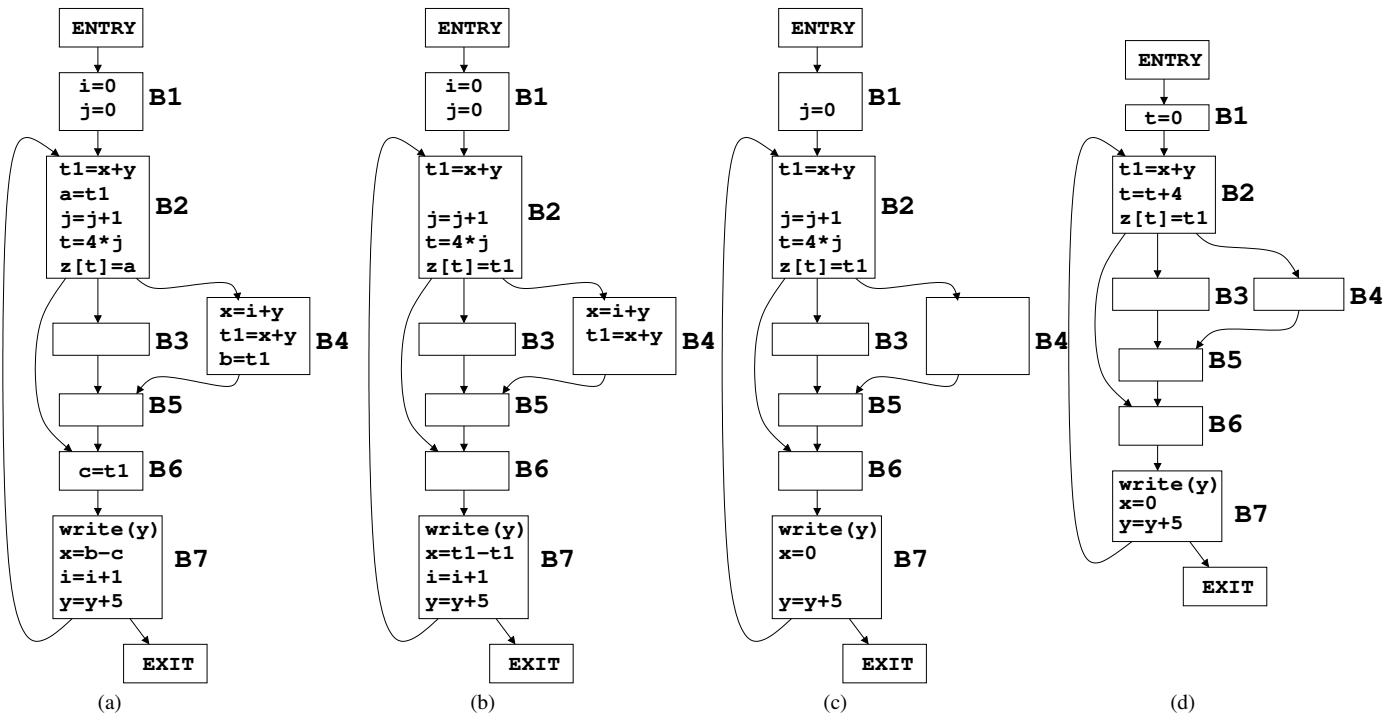 ENTRY
i=0
j=0
B1
t1=x+y
a=t1
j=j+1
t=4*j
z[t]=a
B2
B3
x=i+y
t1=x+y
b=t1
B4
B5
c=t1
B6
write(y)
x=b-c
i=i+1
y=y+5
B7
EXIT
(a)
ENTRY
i=0
j=0
B1
t1=x+y
j=j+1
t=4*j
z[t]=t1
B2
B3
x=i+y
t1=x+y
B4
B5
B6
write(y)
x=t1-t1
i=i+1
y=y+5
B7
EXIT
(b)
ENTRY
j=0
B1
t1=x+y
j=j+1
t=4*j
z[t]=t1
B2
B3
B4
B5
B6
write(y)
x=0
y=y+5
B7
EXIT
(c)
ENTRY
t=0
B1
t1=x+y
t=t+4
z[t]=t1
B2
B3
B4
B5
B6
write(y)
x=0
y=y+5
B7
EXIT
(d)